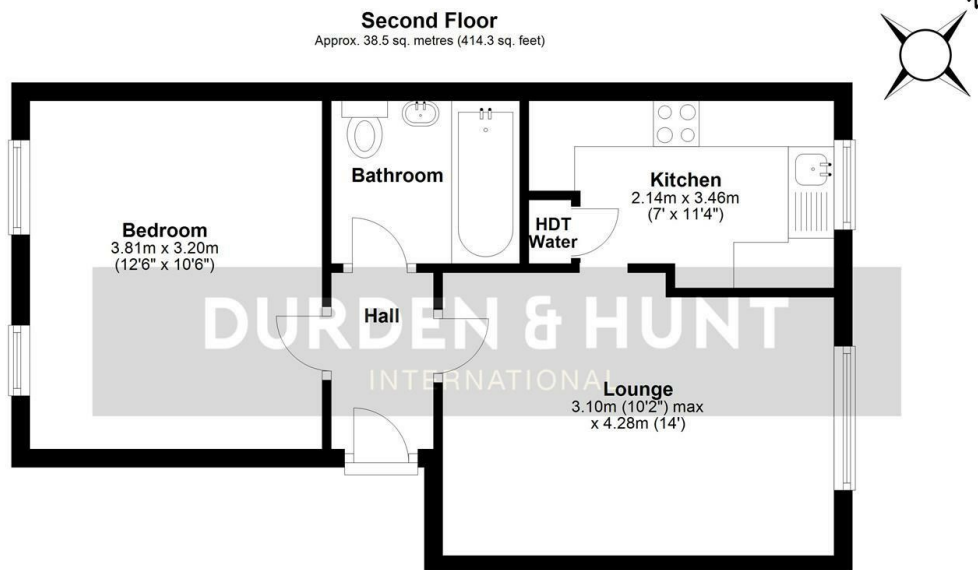 Second Floor
Approx. 38.5 sq. metres (414.3 sq. feet)
Bathroom
Kitchen
2.14m x 3.46m
(7' x 11'4")
HDT
Water
Bedroom
3.81m x 3.20m
(12'6" x 10'6")
Hall
DURDEN & HUNT
INTERNATIONAL
Lounge
3.10m (10'2") max
x 4.28m (14')